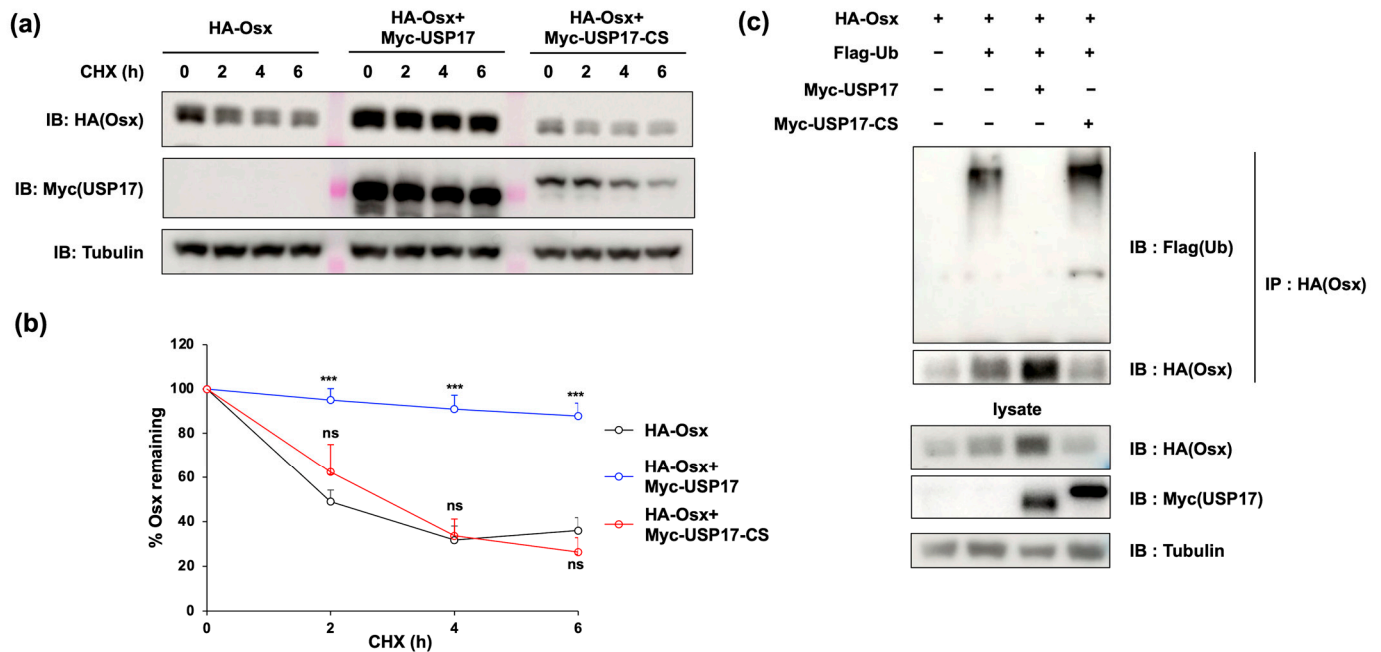 (a)
HA-Osx
HA-Osx+
Myc-USP17
HA-Osx+
Myc-USP17-CS
CHX (h) 0 2 4 6 0 2 4 6 0 2 4 6
IB: HA(Osx)
IB: Myc(USP17)
IB: Tubulin
(b)
% Osx remaining
120
100
80
60
40
20
0
0 2 4 6
CHX (h)
*** *** ***
ns ns ns
HA-Osx
HA-Osx+
Myc-USP17
HA-Osx+
Myc-USP17-CS
(c)
HA-Osx + + + +
Flag-Ub – + + +
Myc-USP17 – – + –
Myc-USP17-CS – – – +
IB : Flag(Ub)
IP : HA(Osx)
IB : HA(Osx)
lysate
IB : HA(Osx)
IB : Myc(USP17)
IB : Tubulin